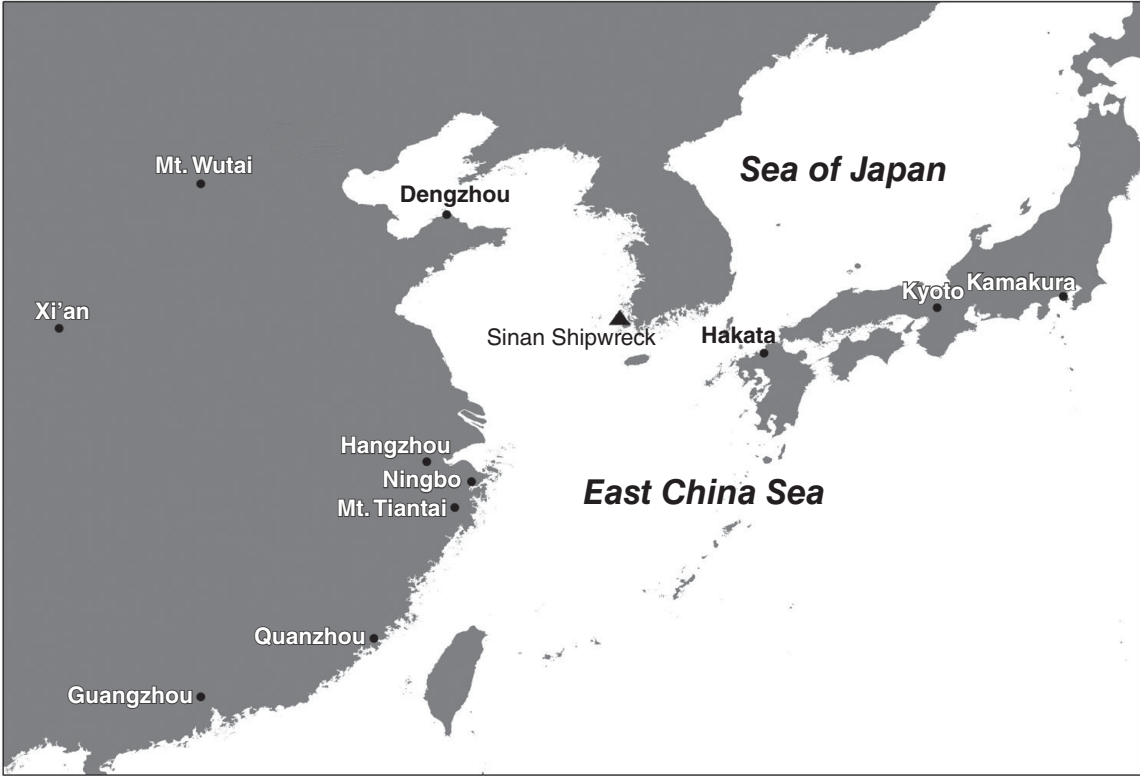 Mt. Wutai
Sea of Japan
Dengzhou
Kyoto
Kamakura
Xi’an
Sinan Shipwreck
Hakata
Hangzhou
Ningbo
East China Sea
Mt. Tiantai
Quanzhou
Guangzhou